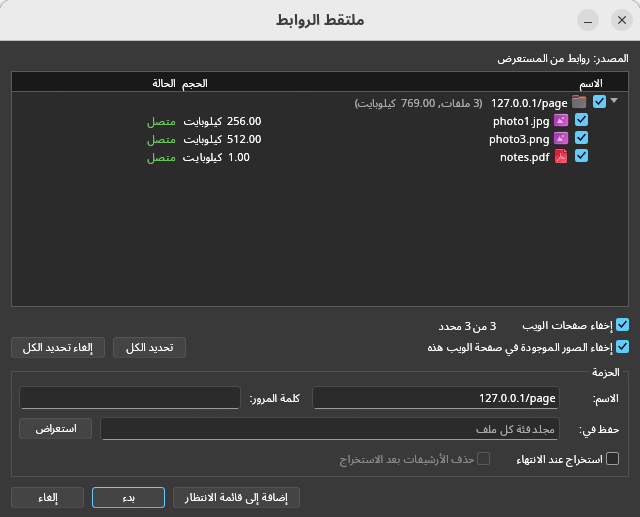 ملتقط الروابط
المصدر: روابط من المستعرض
الاسم الحجم الحالة
127.0.0.1/page (3 ملفات, 769.00 كيلوبايت)
photo1.jpg 256.00 كيلوبايت متصل
photo3.png 512.00 كيلوبايت متصل
notes.pdf 1.00 كيلوبايت متصل
إخفاء صفحات الويب 3 من 3 محدد
إخفاء الصور الموجودة في صفحة الويب هذه تحديد الكل إلغاء تحديد الكل
الحزمة
الاسم: 127.0.0.1/page كلمة المرور:
حفظ في: مجلد فئة كل ملف استعراض
استخراج عند الانتهاء حذف الأرشيفات بعد الاستخراج
إضافة إلى قائمة الانتظار بدء إلغاء